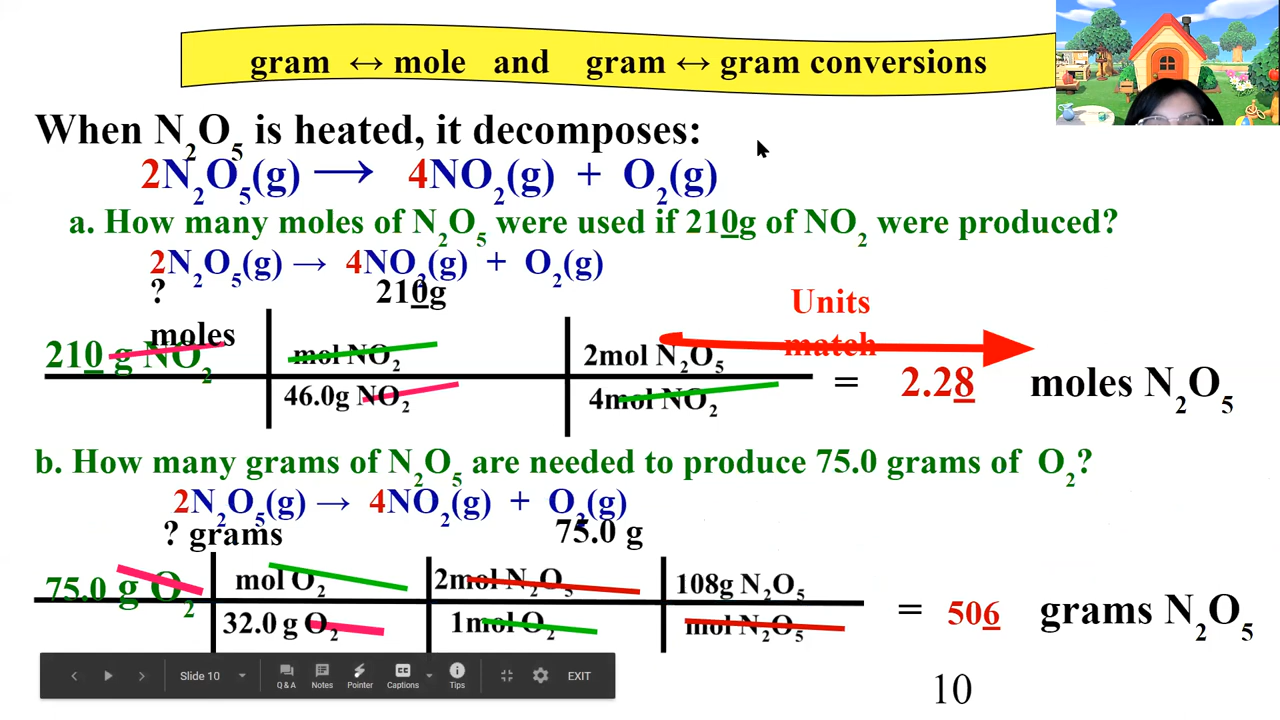 gram ↔ mole and gram ↔ gram conversions
When N₂O₅ is heated, it decomposes:
2N₂O₅(g) → 4NO₂(g) + O₂(g)
a. How many moles of N₂O₅ were used if 210g of NO₂ were produced?
2N₂O₅(g) → 4NO₂(g) + O₂(g)
? moles 210g
Units match
210 g NO₂ mol NO₂ 2mol N₂O₅
46.0g NO₂ 4mol NO₂
= 2.28 moles N₂O₅
b. How many grams of N₂O₅ are needed to produce 75.0 grams of O₂?
2N₂O₅(g) → 4NO₂(g) + O₂(g)
? grams 75.0 g
75.0 g O₂ mol O₂ 2mol N₂O₅ 108g N₂O₅
32.0 g O₂ 1mol O₂ mol N₂O₅
= 506 grams N₂O₅
Slide 10 Q & A Notes Pointer Captions Tips EXIT
10